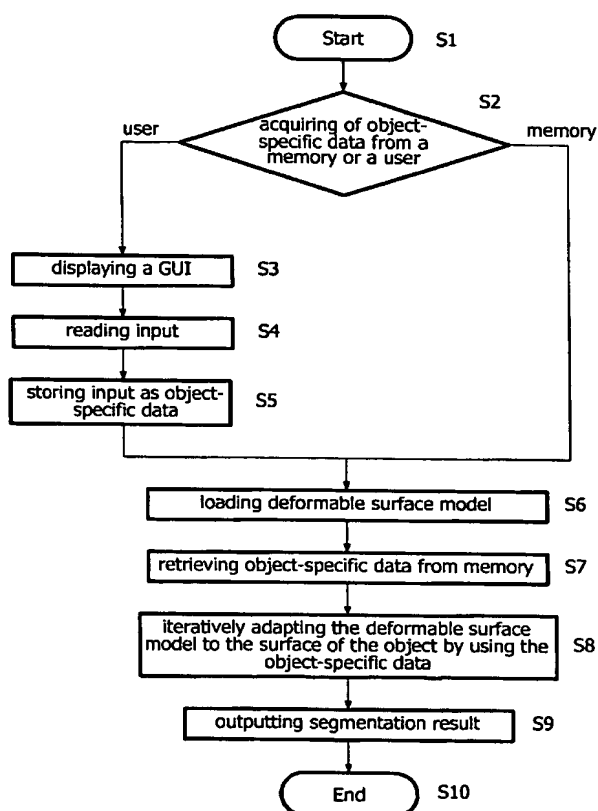 Start
S1
S2
user
memory
acquiring of object-
specific data from a
memory or a user
displaying a GUI
S3
reading input
S4
storing input as object-
specific data
S5
loading deformable surface model
S6
retrieving object-specific data from memory
S7
iteratively adapting the deformable surface
model to the surface of the object by using the
object-specific data
S8
outputting segmentation result
S9
End
S10